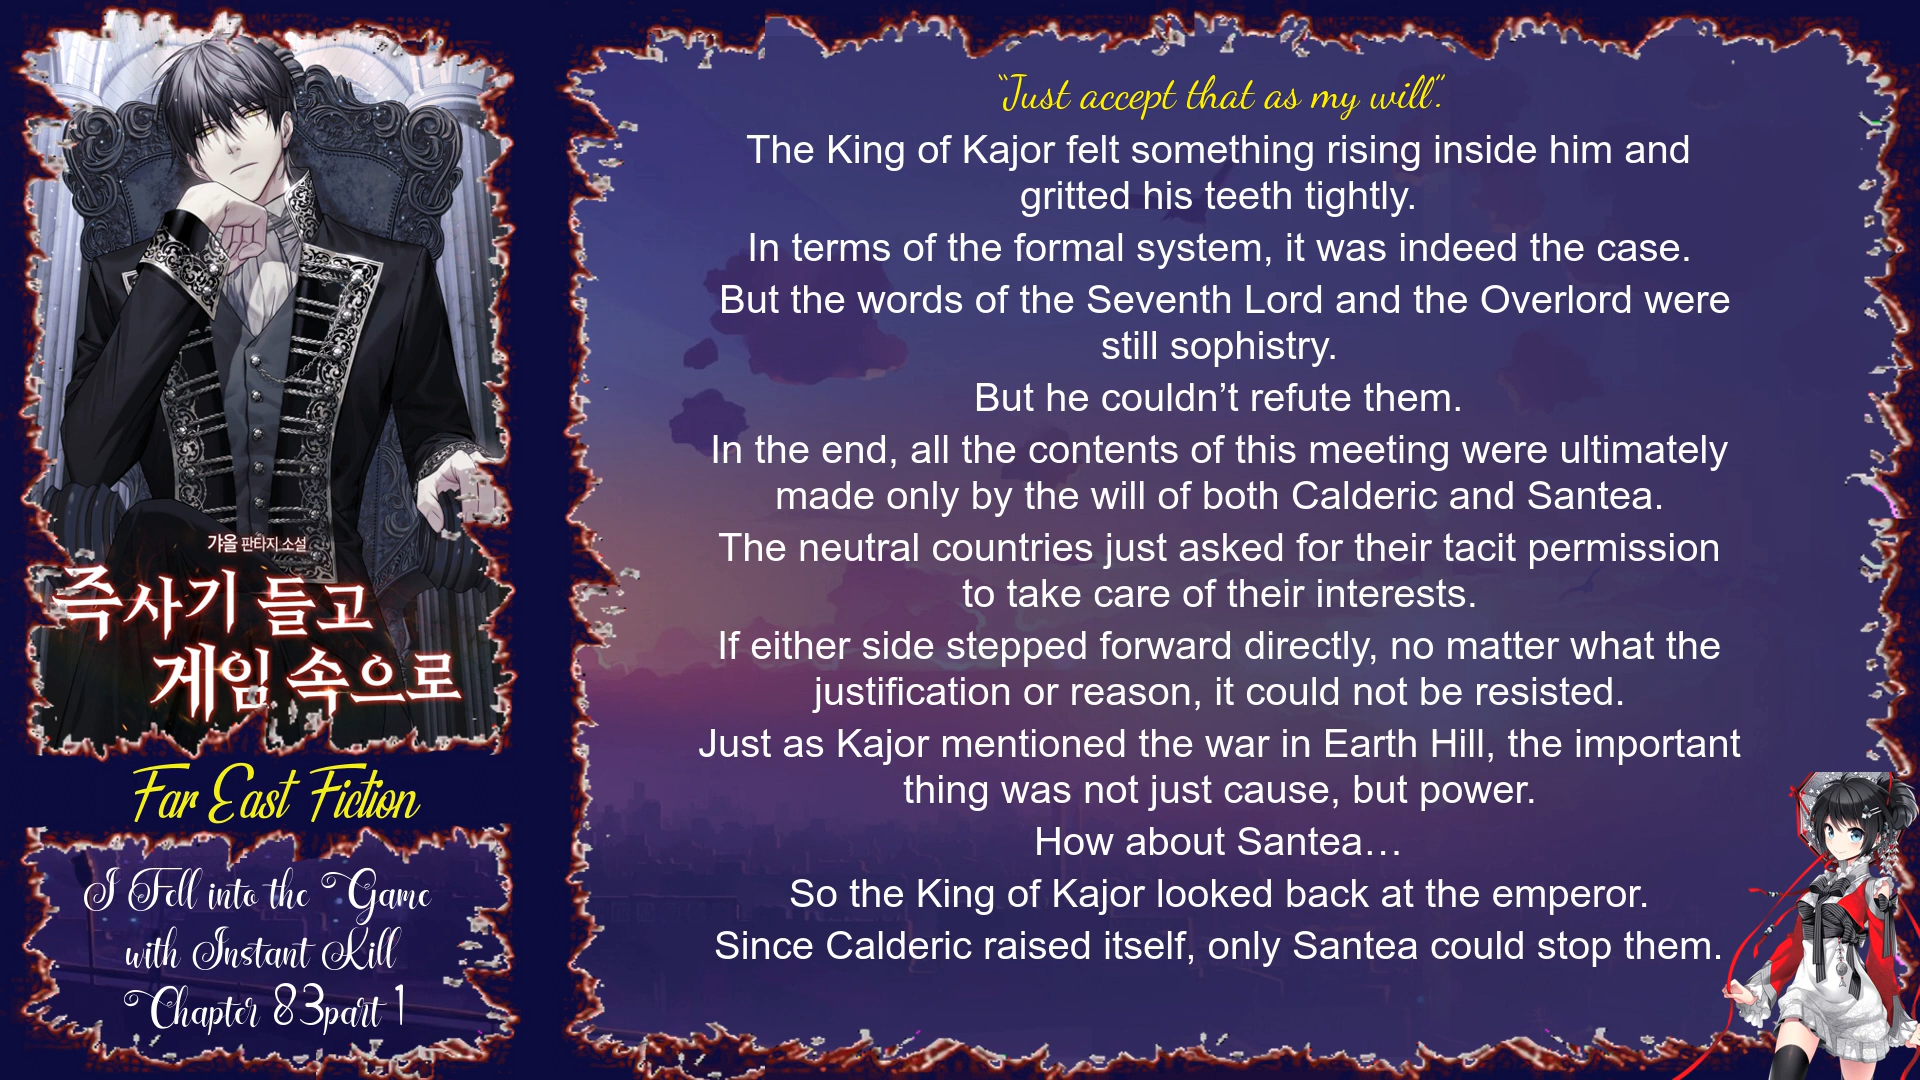 갸올 판타지 소설
즉사기 들고
게임 속으로
Far East Fiction
I Fell into the Game
with Instant Kill
Chapter 83part 1
“Just accept that as my will”.
The King of Kajor felt something rising inside him and
gritted his teeth tightly.
In terms of the formal system, it was indeed the case.
But the words of the Seventh Lord and the Overlord were
still sophistry.
But he couldn’t refute them.
In the end, all the contents of this meeting were ultimately
made only by the will of both Calderic and Santea.
The neutral countries just asked for their tacit permission
to take care of their interests.
If either side stepped forward directly, no matter what the
justification or reason, it could not be resisted.
Just as Kajor mentioned the war in Earth Hill, the important
thing was not just cause, but power.
How about Santea…
So the King of Kajor looked back at the emperor.
Since Calderic raised itself, only Santea could stop them.